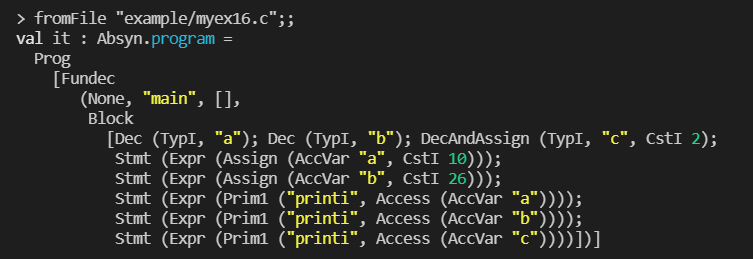 > fromFile "example/myex16.c";;
val it : Absyn.program =
  Prog
    [Fundec
       (None, "main", [],
        Block
          [Dec (TypI, "a"); Dec (TypI, "b"); DecAndAssign (TypI, "c", CstI 2);
           Stmt (Expr (Assign (AccVar "a", CstI 10)));
           Stmt (Expr (Assign (AccVar "b", CstI 26)));
           Stmt (Expr (Prim1 ("printi", Access (AccVar "a"))));
           Stmt (Expr (Prim1 ("printi", Access (AccVar "b"))));
           Stmt (Expr (Prim1 ("printi", Access (AccVar "c"))))])]